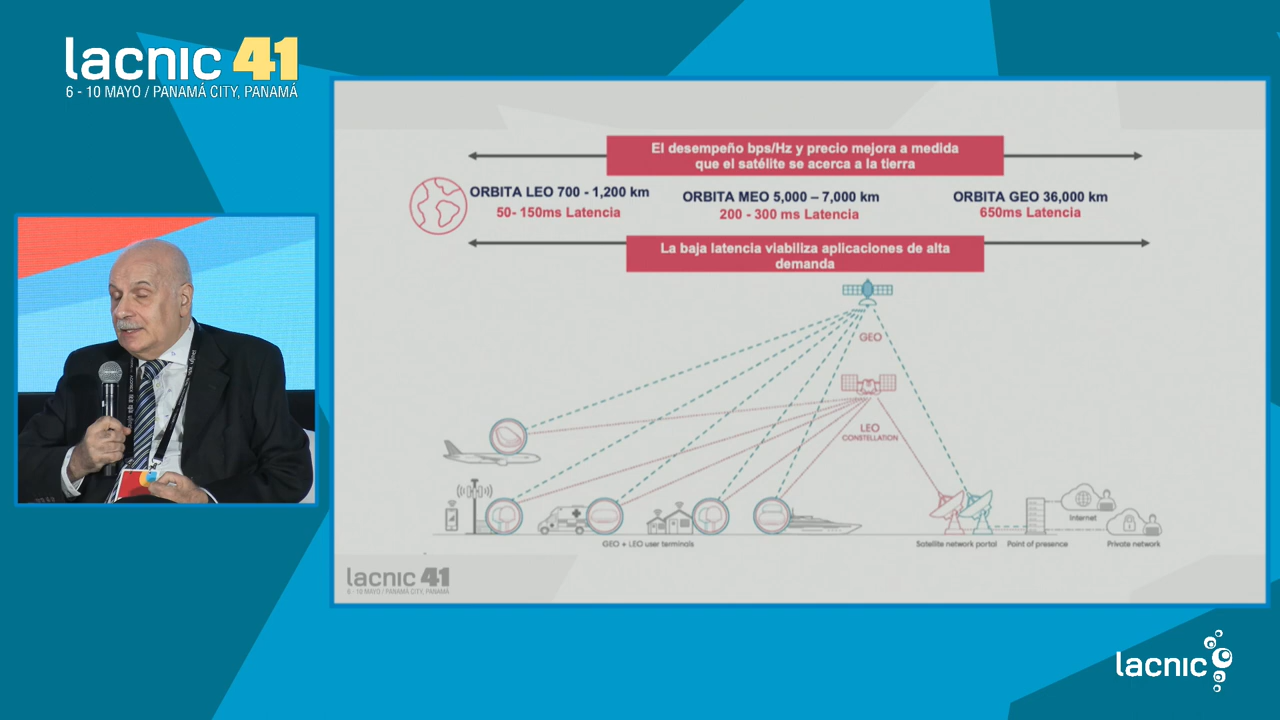 lacnic 41
6 - 10 MAYO / PANAMÁ CITY, PANAMÁ
El desempeño bps/Hz y precio mejora a medida
que el satélite se acerca a la tierra
ORBITA LEO 700 - 1,200 km
50- 150ms Latencia
ORBITA MEO 5,000 – 7,000 km
200 - 300 ms Latencia
ORBITA GEO 36,000 km
650ms Latencia
La baja latencia viabiliza aplicaciones de alta
demanda
GEO
LEO
CONSTELLATION
GEO + LEO user terminals
Satellite network portal
Point of presence
Internet
Private network
lacnic 41
6 - 10 MAYO / PANAMÁ CITY, PANAMÁ
lacnic